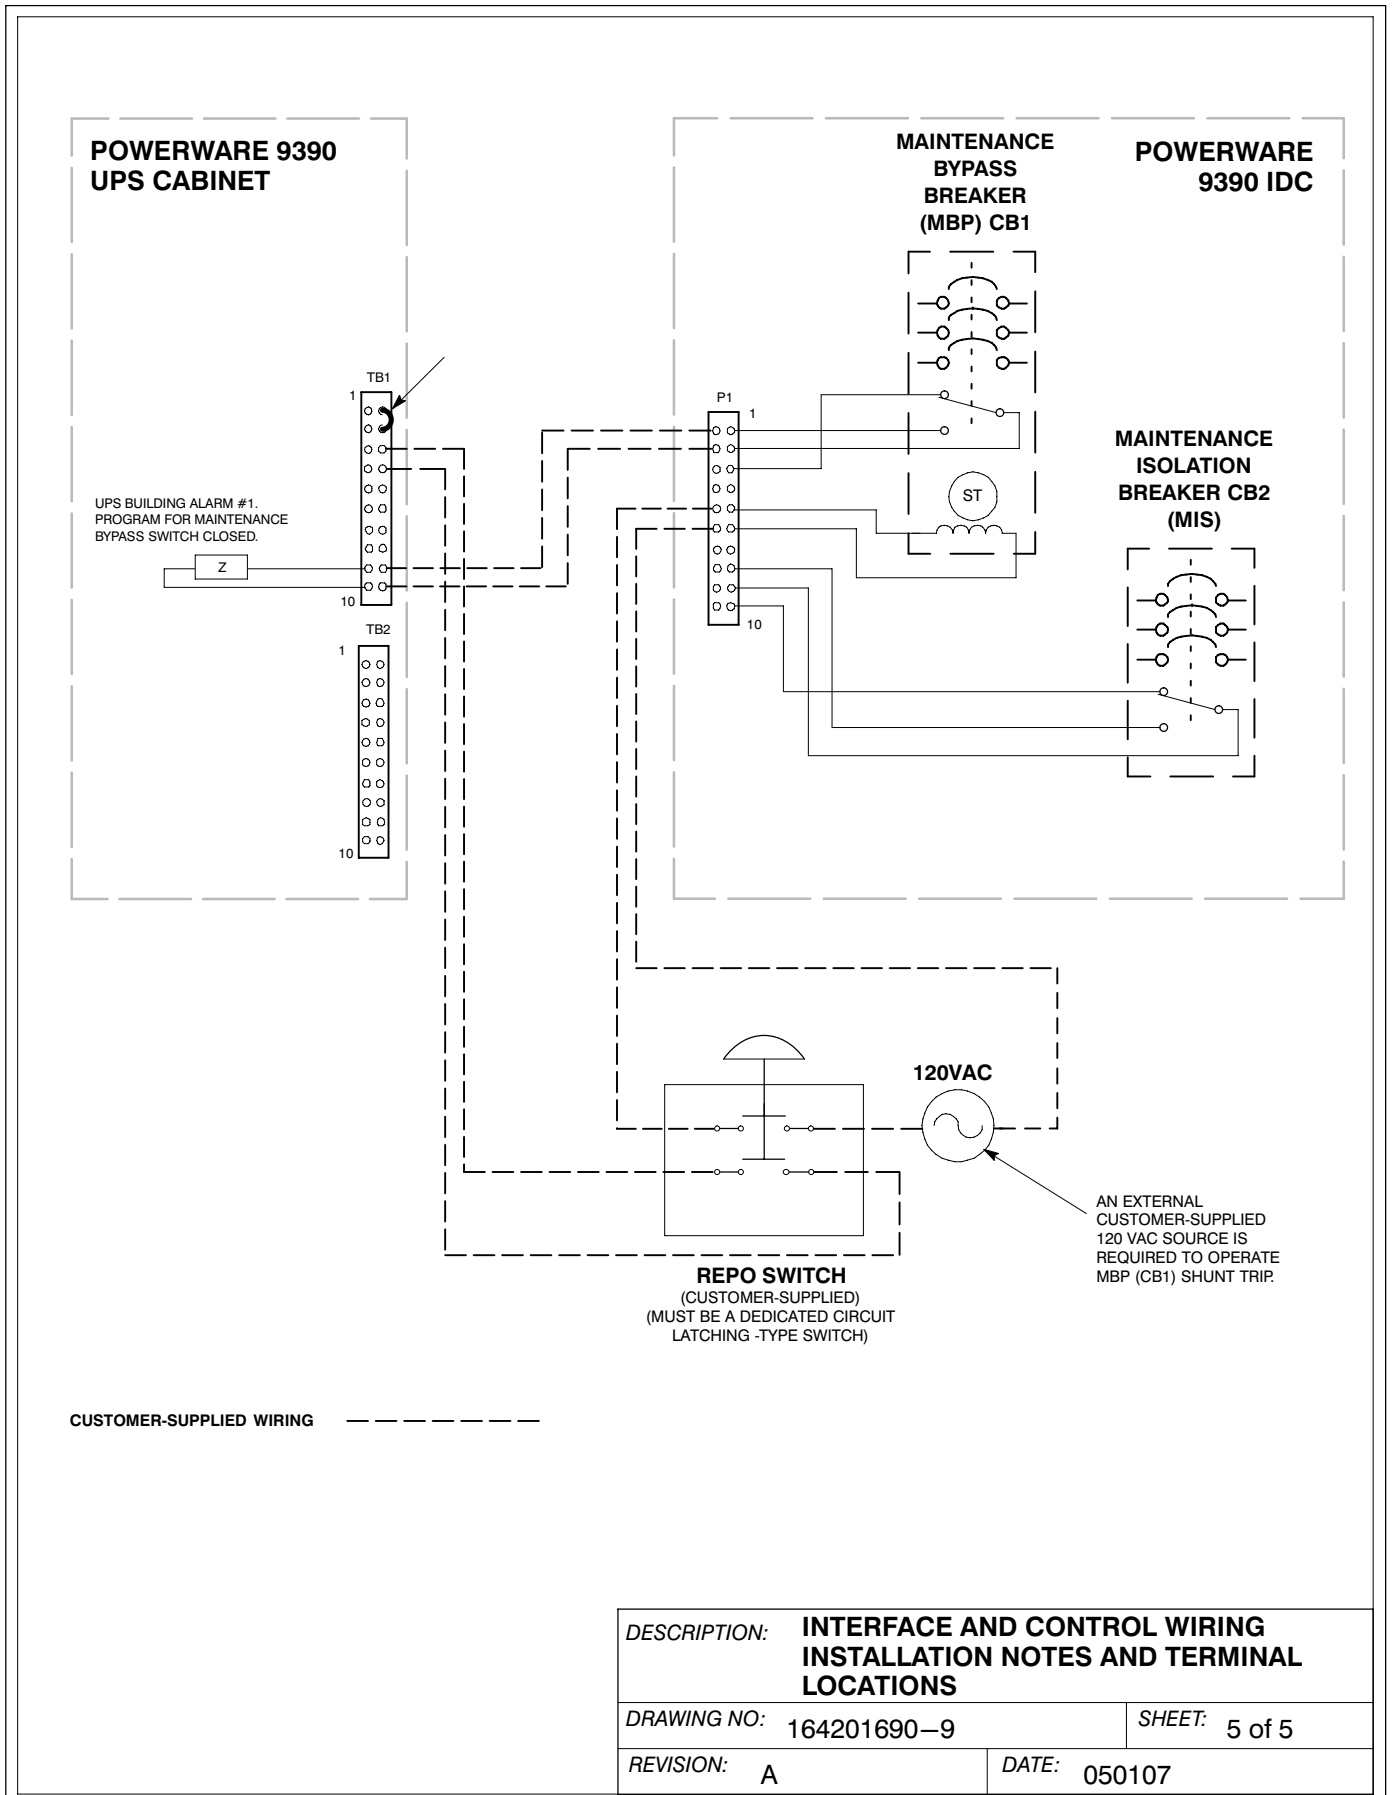 POWERWARE 9390
UPS CABINET
MAINTENANCE
BYPASS
BREAKER
(MBP) CB1
POWERWARE
9390 IDC
TB1
1
P1
1
MAINTENANCE
ISOLATION
BREAKER CB2
(MIS)
ST
UPS BUILDING ALARM #1.
PROGRAM FOR MAINTENANCE
BYPASS SWITCH CLOSED.
Z
10
10
TB2
1
10
120VAC
AN EXTERNAL
CUSTOMER-SUPPLIED
120 VAC SOURCE IS
REQUIRED TO OPERATE
MBP (CB1) SHUNT TRIP.
REPO SWITCH
(CUSTOMER-SUPPLIED)
(MUST BE A DEDICATED CIRCUIT
LATCHING -TYPE SWITCH)
CUSTOMER-SUPPLIED WIRING
DESCRIPTION: INTERFACE AND CONTROL WIRING
INSTALLATION NOTES AND TERMINAL
LOCATIONS
DRAWING NO: 164201690—9
SHEET: 5 of 5
REVISION: A
DATE: 050107